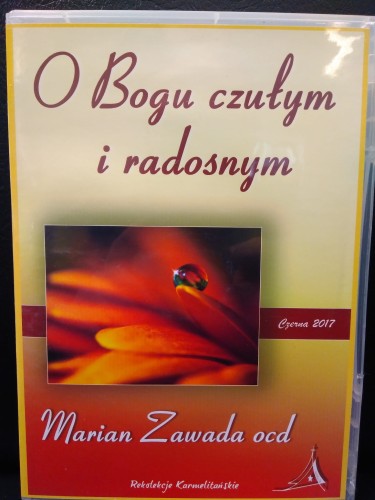 O Bogu czułym
i radosnym
Czerna 2017
Marian Zawada ocd
Rekolekcje Karmelitańskie